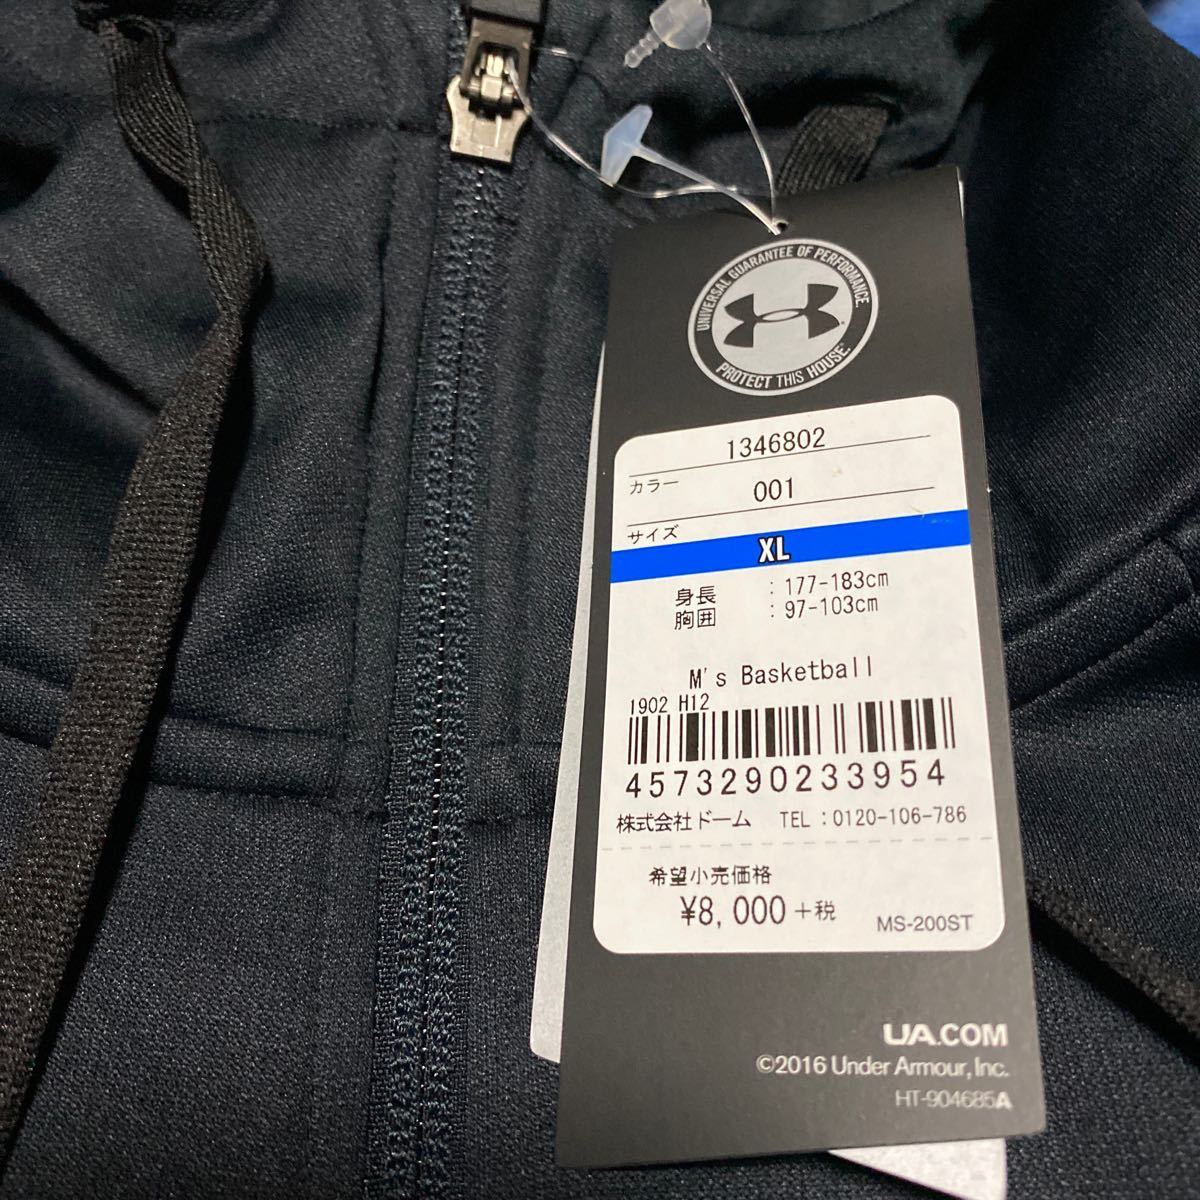 UNIVERSAL GUARANTEE OF PERFORMANCE
PROTECT THIS HOUSE.
1346802
カラー
001
サイズ
XL
身長 : 177-183cm
胸囲 : 97-103cm
M's Basketball
1902 H12
4573290233954
株式会社ドーム TEL:0120-106-786
希望小売価格
¥8,000+税
MS-200ST
UA.COM
©2016 Under Armour, Inc.
HT-904685A